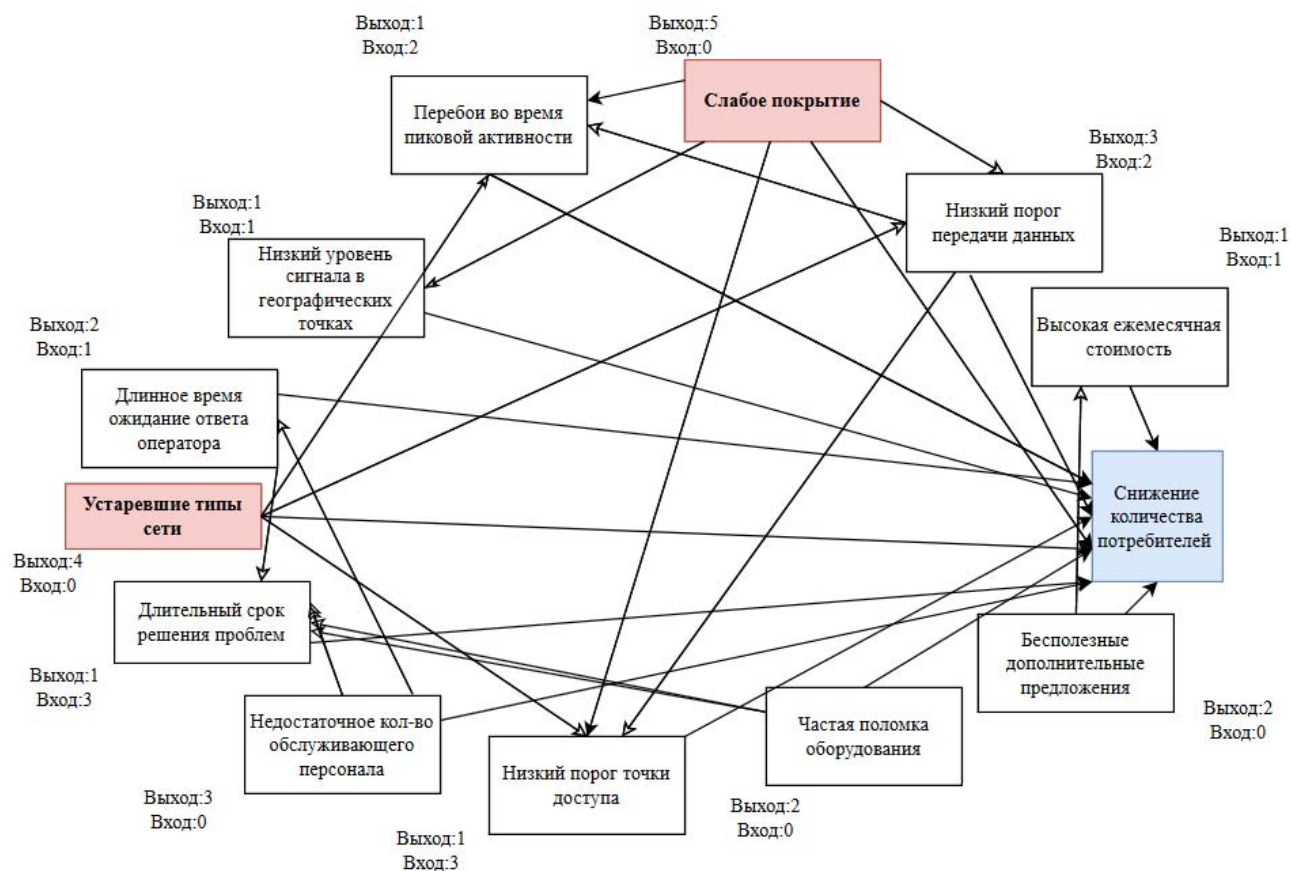 Выход:1
Вход:2
Выход:5
Вход:0
Слабое покрытие
Перебои во время
пиковой активности
Выход:3
Вход:2
Низкий порог
передачи данных
Выход:1
Вход:1
Низкий уровень
сигнала в
географических
точках
Выход:1
Вход:1
Высокая ежемесячная
стоимость
Выход:2
Вход:1
Длинное время
ожидание ответа
оператора
Устаревшие типы
сети
Выход:4
Вход:0
Снижение
количества
потребителей
Длительный срок
решения проблем
Выход:1
Вход:3
Бесполезные
дополнительные
предложения
Выход:2
Вход:0
Недостаточное кол-во
обслуживающего
персонала
Выход:3
Вход:0
Низкий порог точки
доступа
Выход:1
Вход:3
Частая поломка
оборудования
Выход:2
Вход:0